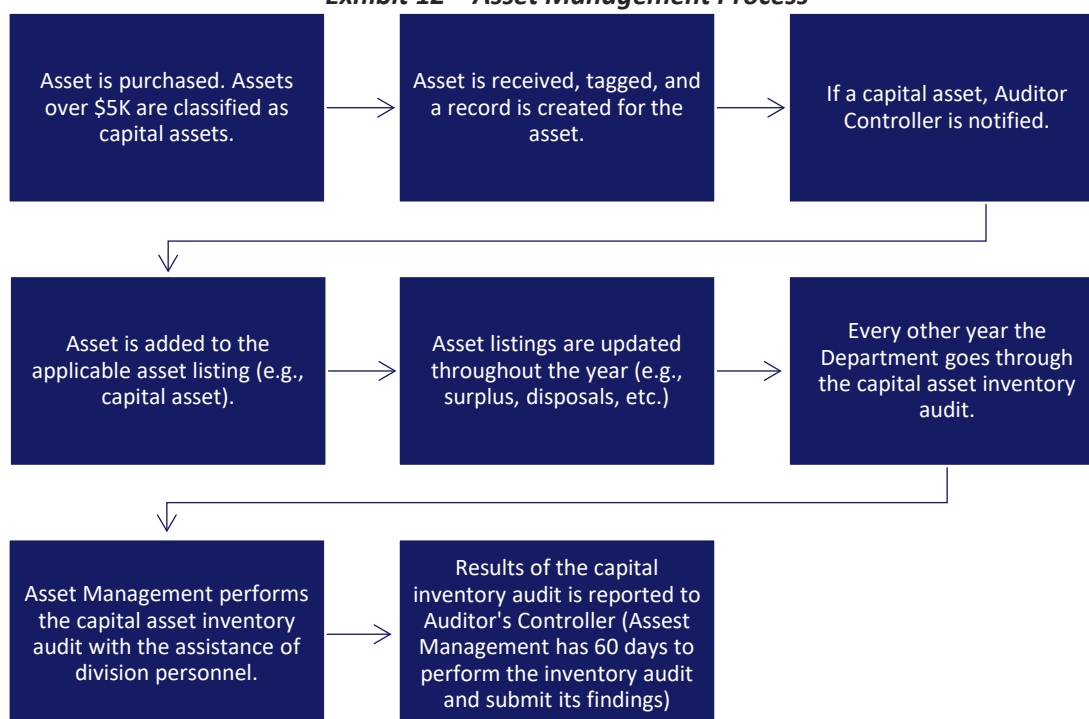 Exhibit 12 – Asset Management Process
Asset is purchased. Assets
over $5K are classified as
capital assets.
Asset is received, tagged, and
a record is created for the
asset.
If a capital asset, Auditor
Controller is notified.
Asset is added to the
applicable asset listing (e.g.,
capital asset).
Asset listings are updated
throughout the year (e.g.,
surplus, disposals, etc.)
Every other year the
Department goes through
the capital asset inventory
audit.
Asset Management performs
the capital asset inventory
audit with the assistance of
division personnel.
Results of the capital
inventory audit is reported to
Auditor's Controller (Assest
Management has 60 days to
perform the inventory audit
and submit its findings)